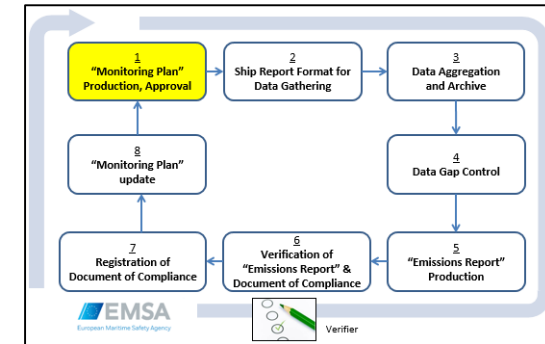 1
“Monitoring Plan”
Production, Approval
2
Ship Report Format for
Data Gathering
3
Data Aggregation
and Archive
8
“Monitoring Plan”
update
4
Data Gap Control
7
Registration of
Document of Compliance
6
Verification of
“Emissions Report” &
Document of Compliance
5
“Emissions Report”
Production
EMSA
European Maritime Safety Agency
Verifier